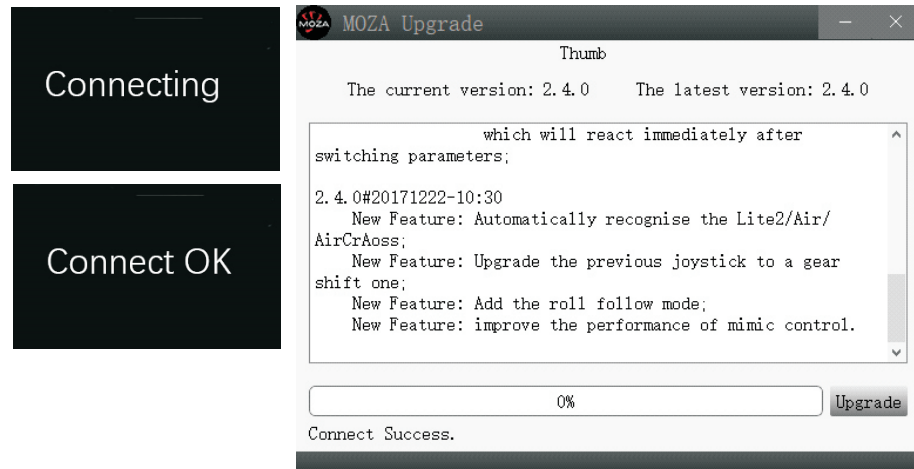 Connecting
Connect OK
MOZA MOZA Upgrade
Thumb
The current version: 2.4.0 The latest version: 2.4.0
which will react immediately after
switching parameters;
2.4.0#20171222-10:30
New Feature: Automatically recognise the Lite2/Air/
AirCrAoss;
New Feature: Upgrade the previous joystick to a gear
shift one;
New Feature: Add the roll follow mode;
New Feature: improve the performance of mimic control.
0% Upgrade
Connect Success.